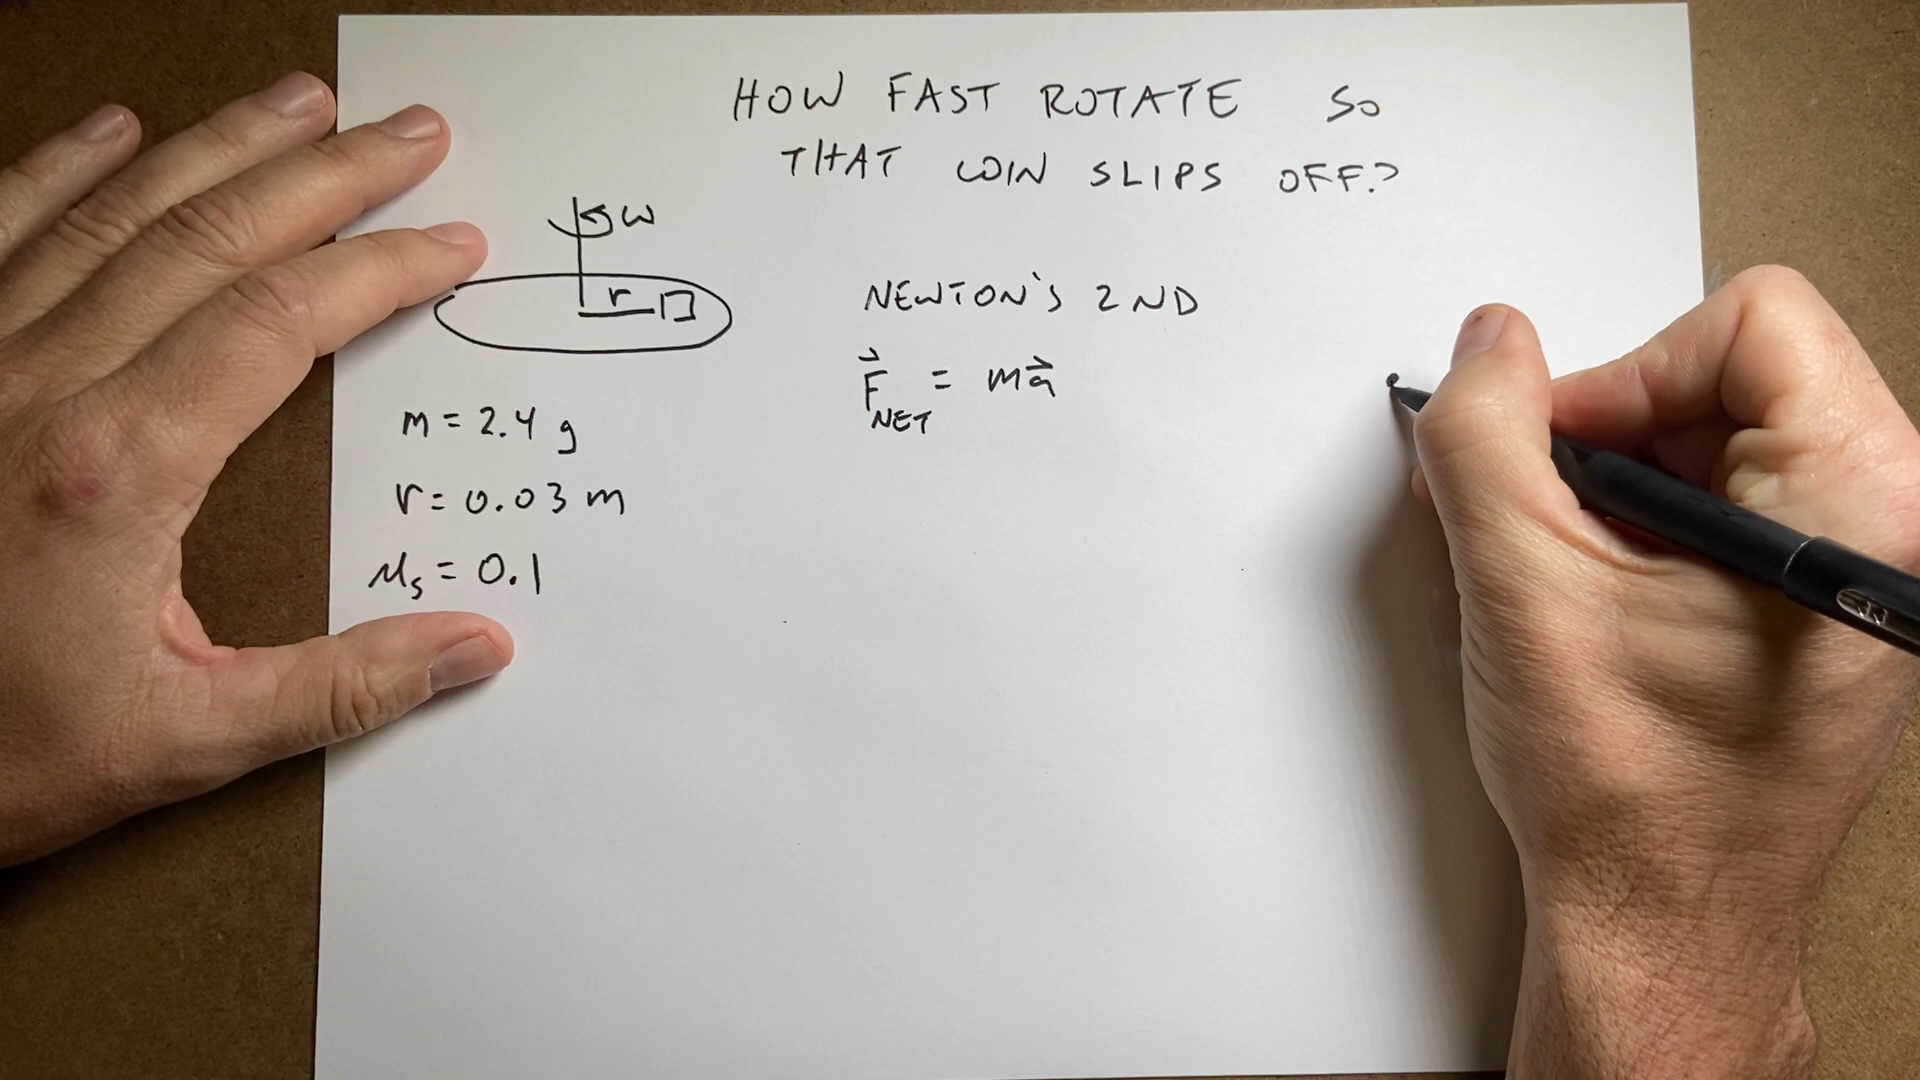 HOW FAST ROTATE SO
THAT COIN SLIPS OFF?
ω
r
m = 2.4 g
r = 0.03 m
μs = 0.1
NEWTON'S 2ND
F⃗NET = ma⃗